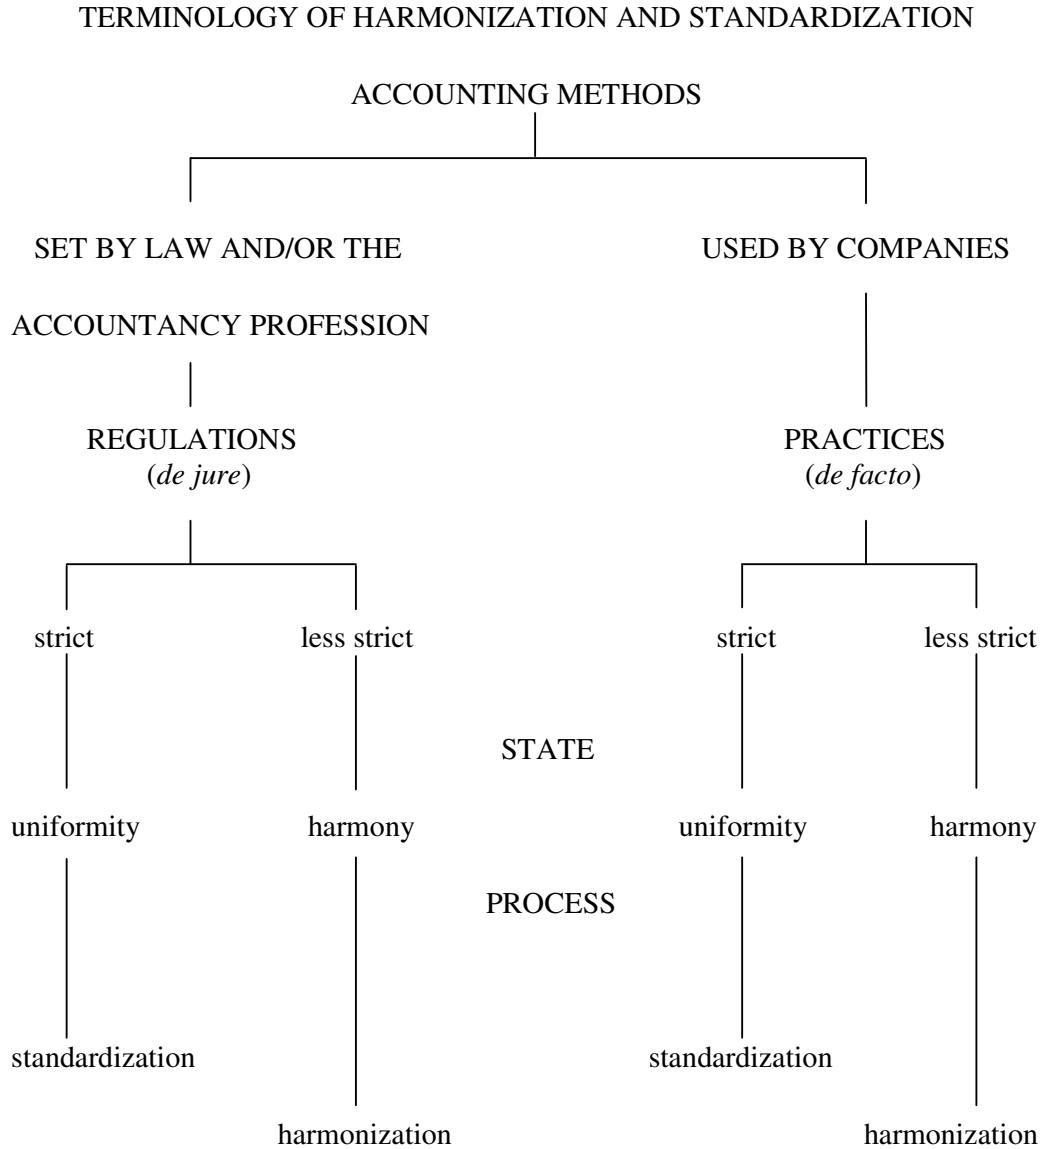 TERMINOLOGY OF HARMONIZATION AND STANDARDIZATION
ACCOUNTING METHODS
SET BY LAW AND/OR THE
ACCOUNTANCY PROFESSION
USED BY COMPANIES
REGULATIONS
(de jure)
PRACTICES
(de facto)
strict
less strict
strict
less strict
STATE
uniformity
harmony
uniformity
harmony
PROCESS
standardization
standardization
harmonization
harmonization